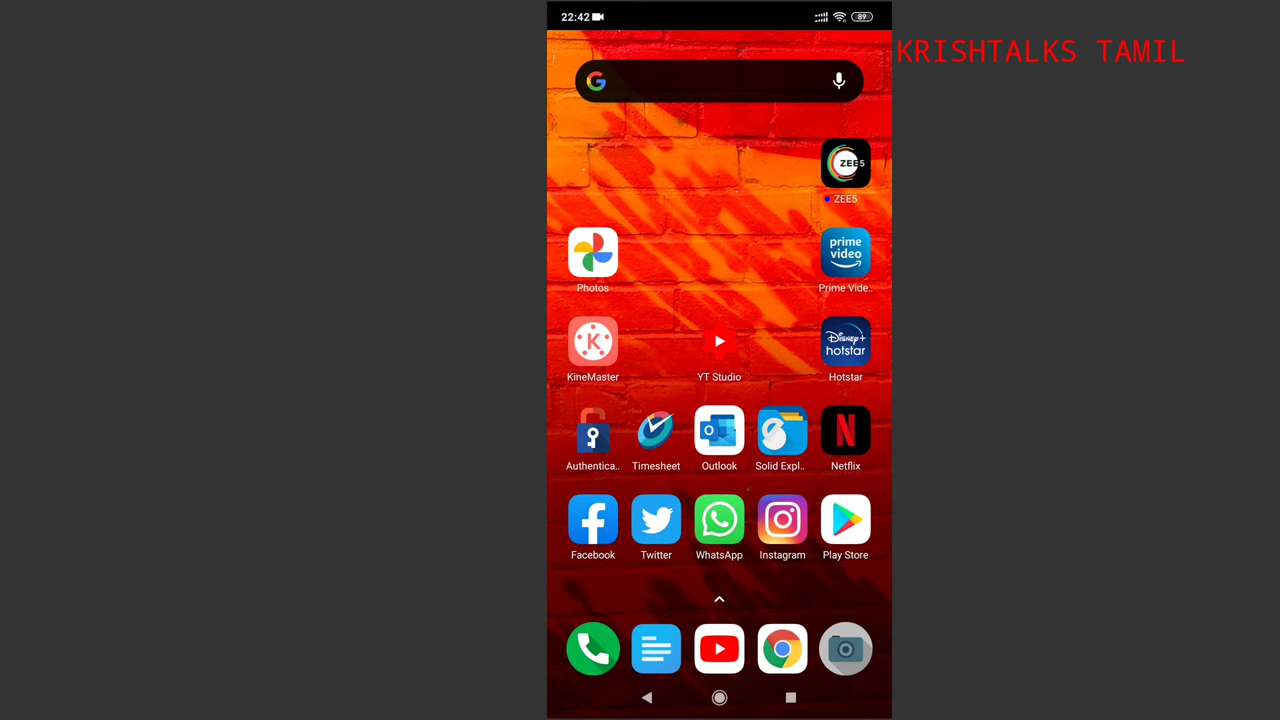 22:42
89
KRISHTALKS TAMIL
G
ZEE5
ZEE5
prime video
Photos
Prime Vide..
K
Disney+ hotstar
KineMaster
YT Studio
Hotstar
O
S
N
Authentica..
Timesheet
Outlook
Solid Expl..
Netflix
Facebook
Twitter
WhatsApp
Instagram
Play Store